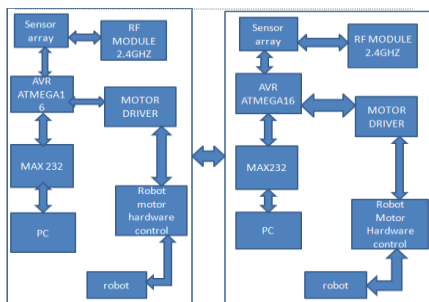 Sensor
array
RF
MODULE
2.4GHZ
AVR
ATMEGA1
6
MOTOR
DRIVER
MAX 232
Robot
motor
hardware
control
PC
robot
Sensor
array
RF MODULE
2.4GHZ
AVR
ATMEGA16
MOTOR
DRIVER
MAX232
Robot
Motor
Hardware
control
PC
robot